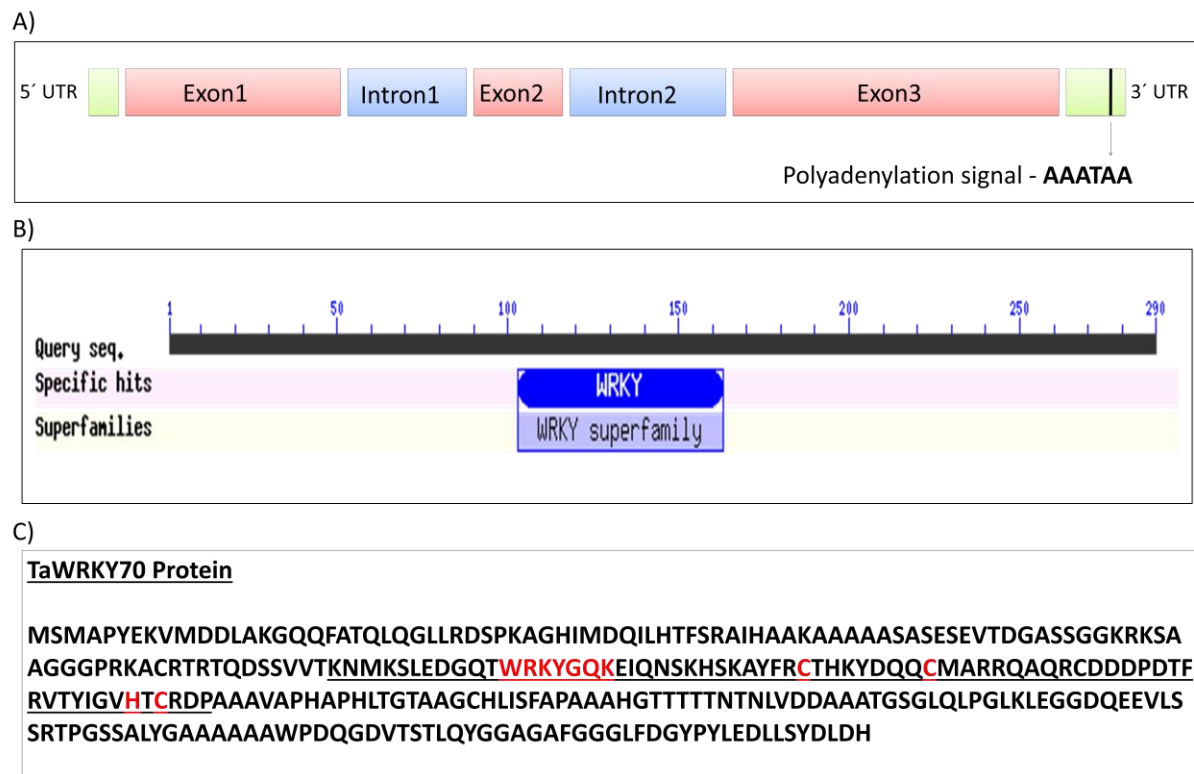 A)
5´ UTR Exon1 Intron1 Exon2 Intron2 Exon3 3´ UTR
Polyadenylation signal - AAATAA
B)
1 50 100 150 200 250 290
Query seq.
Specific hits WRKY
Superfamilies WRKY superfamily
C)
TaWRKY70 Protein
MSMAPYEKVMDDLAKGQQFATQLQGLLRDSPKAGHIMDQILHTFSRAIHAAKAAAAASASESEVTDGASSGGKRKSA
AGGGPRKACRTRTQDSSVVTKNMKSLEDGQTWRKYGQKEIQNSKHSKAYFRCTHKYDQQCMARRQAQRCDDDPDTF
RVTYIGVHTCRDPAAAVAPHAPHLTGTAAGCHLISFAPAAAHGTTTTTNTNLVDDAAATGSGLQLPGLKLEGGDQEEVLS
SRTPGSSALYGAAAAAAWPDQGDVTSTLQYGGAGAFGGGLFDGYPYLEDLLSYDLDH